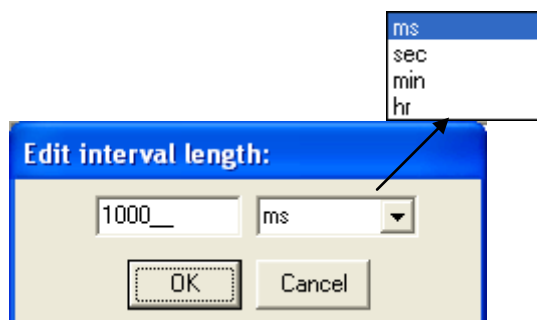 ms
sec
min
hr
Edit interval length:
1000__ ms
OK Cancel